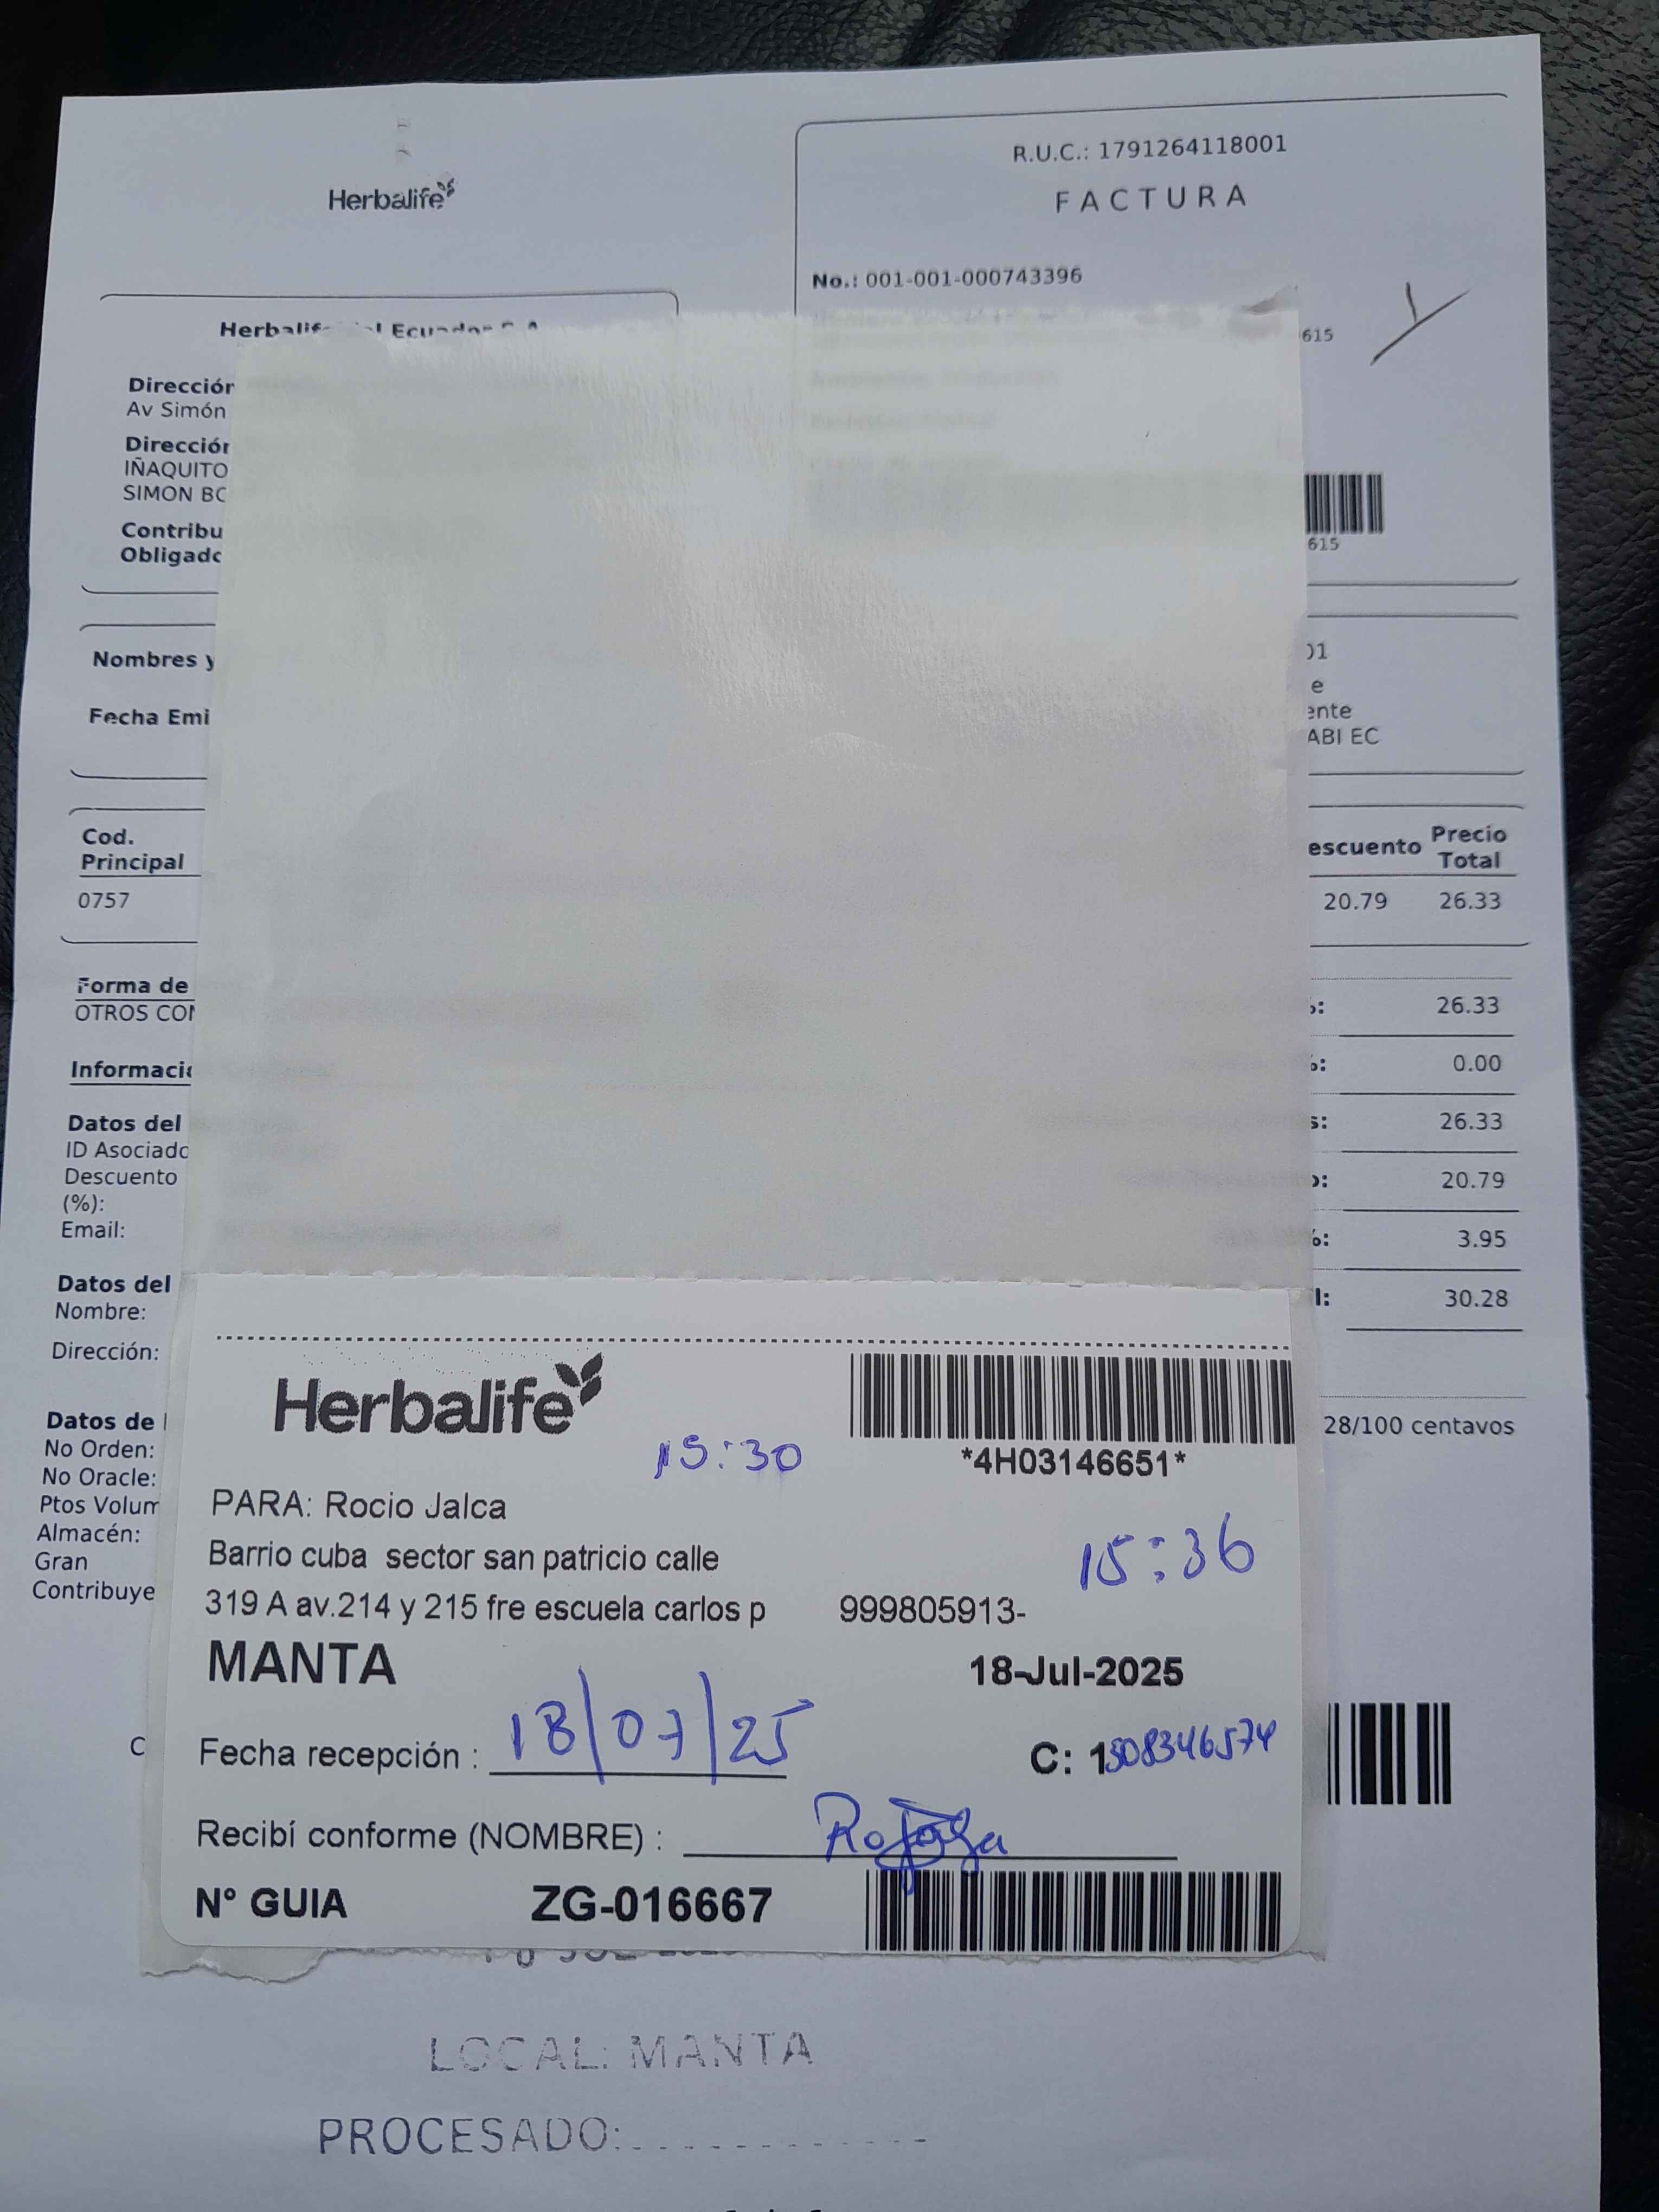 Herbalife
R.U.C.: 1791264118001
FACTURA
No.: 001-001-000743396
615
Dirección
Av Simón
Dirección
IÑAQUITO
SIMON BO
Contribu
Obligado
615
Nombres y
01
e
Fecha Emi
ente
ABI EC
Cod.
Principal
escuento
Precio
Total
0757
20.79
26.33
Forma de
OTROS CON
26.33
Informació
0.00
Datos del
s: 26.33
ID Asociado
Descuento
(%):
20.79
Email:
%: 3.95
Datos del
Nombre:
l: 30.28
Dirección:
Datos de
28/100 centavos
No Orden:
No Oracle:
Ptos Volum
Almacén:
Gran
Contribuye
Herbalife
15:30
*4H03146651*
PARA: Rocio Jalca
15:36
Barrio cuba sector san patricio calle
319 A av.214 y 215 fre escuela carlos p
999805913-
MANTA
18-Jul-2025
Fecha recepción : 18/07/25
C: 1308346574
Recibí conforme (NOMBRE) :
N° GUIA
ZG-016667
LOCAL: MANTA
PROCESADO: